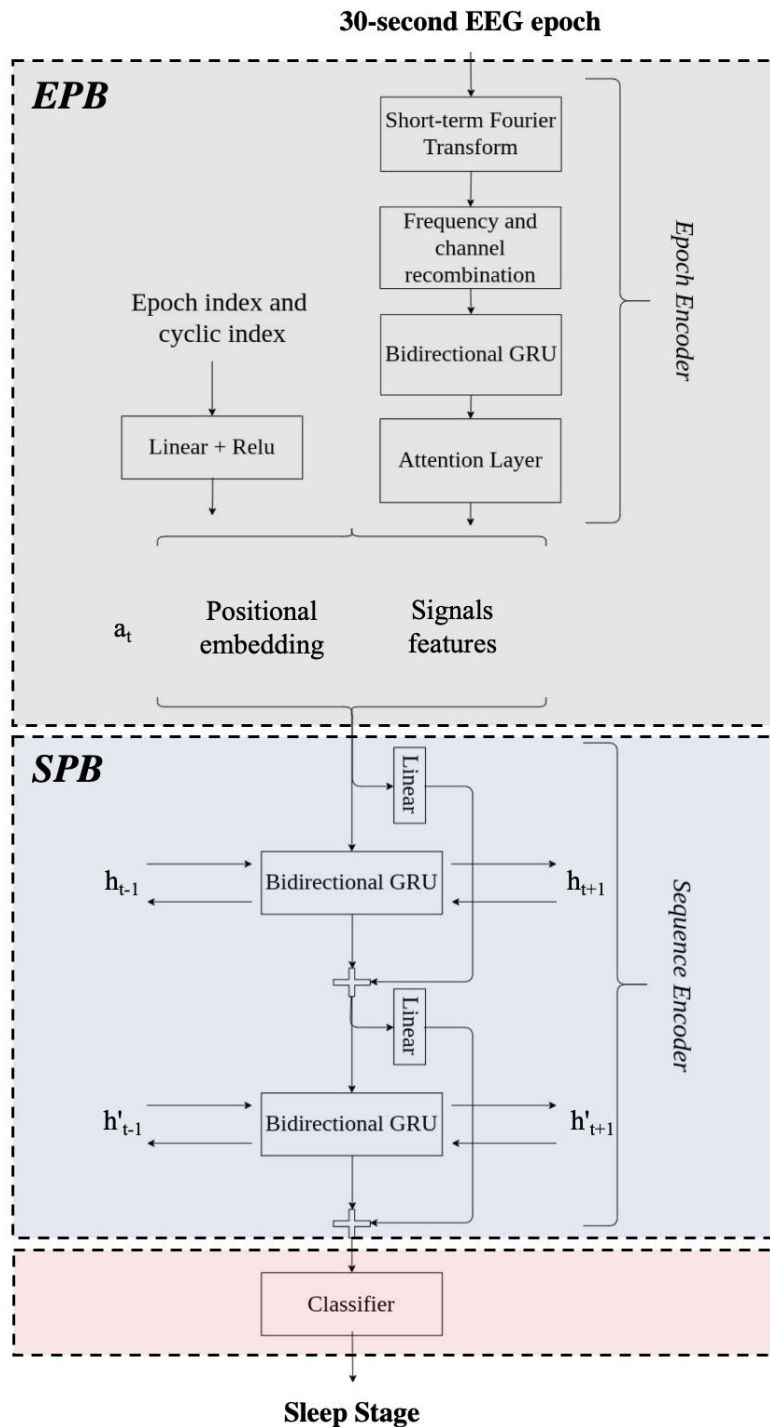 30-second EEG epoch
EPB
Short-term Fourier
Transform
Frequency and
channel
recombination
Epoch Encoder
Epoch index and
cyclic index
Bidirectional GRU
Linear + Relu
Attention Layer
a_t
Positional
embedding
Signals
features
SPB
Linear
h_t-1
Bidirectional GRU
h_t+1
Sequence Encoder
Linear
h'_t-1
Bidirectional GRU
h'_t+1
Classifier
Sleep Stage